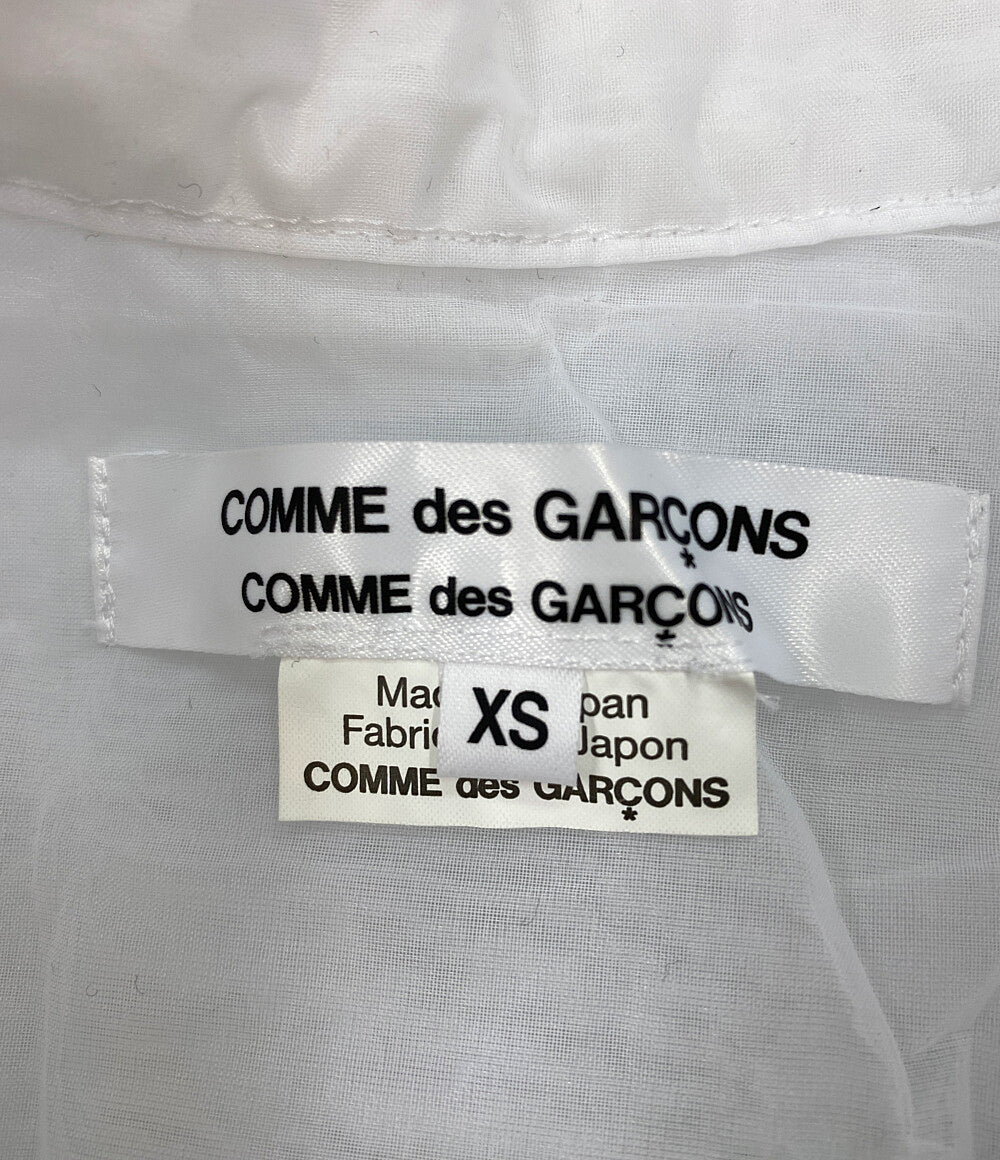 COMME des GARÇONS
COMME des GARÇONS
XS
Mac pan
Fabric Japon
COMME des GARÇONS